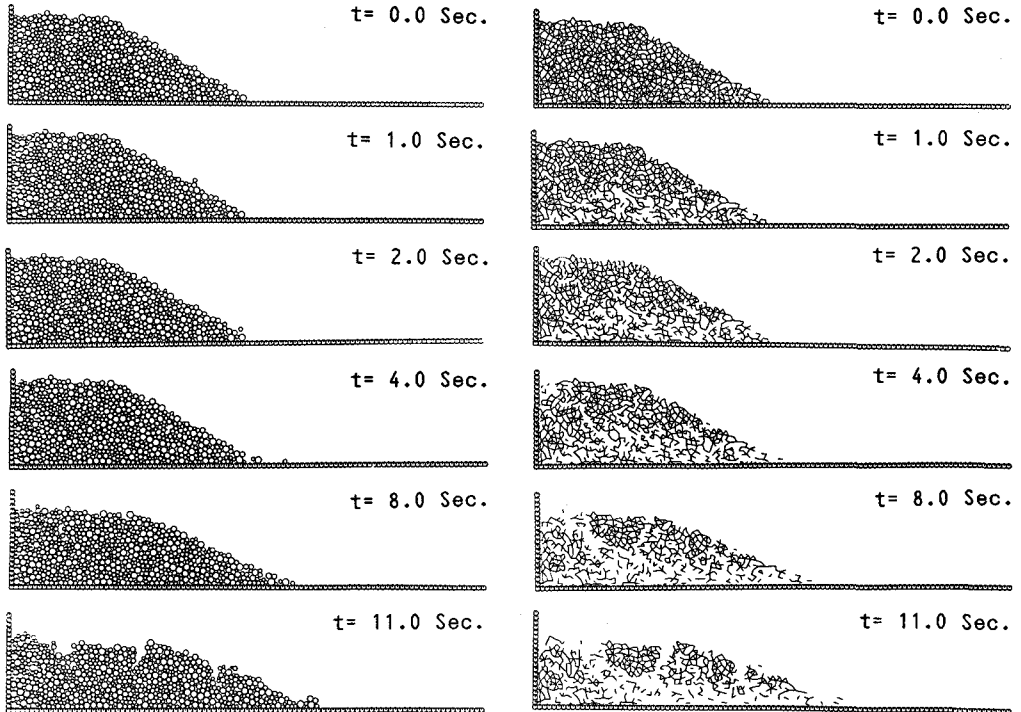 t= 0.0 Sec.
t= 0.0 Sec.
t= 1.0 Sec.
t= 1.0 Sec.
t= 2.0 Sec.
t= 2.0 Sec.
t= 4.0 Sec.
t= 4.0 Sec.
t= 8.0 Sec.
t= 8.0 Sec.
t= 11.0 Sec.
t= 11.0 Sec.